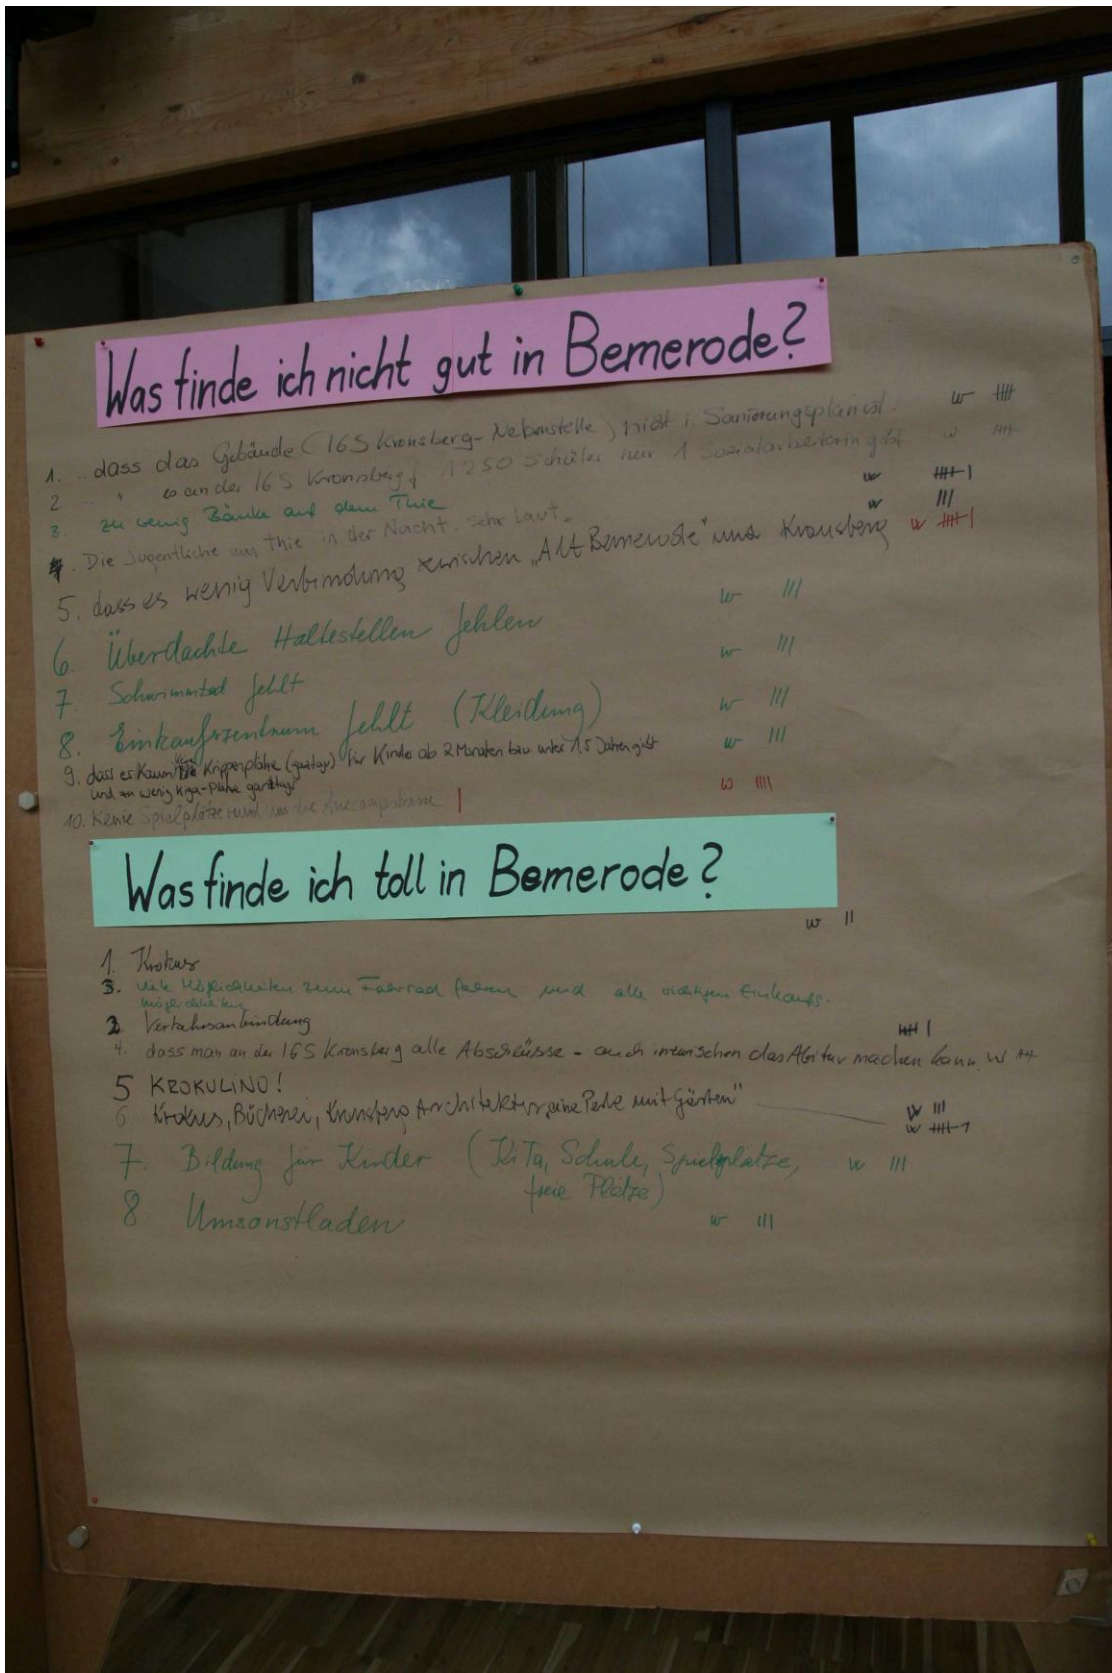 Was finde ich nicht gut in Bemerode?
1. .. dass das Gebäude (IGS Kronsberg-Nebenstelle) nicht i. Sanierungsplan ist. w ||||
2 .. " es an der IGS Kronsberg f. 1250 Schüler nur 1 Sozialarbeiterin gibt w
3. zu wenig Bänke auf dem Thie w |||| |
4. Die Jugentliche am Thie in der Nacht. sehr Laut. w |||
5. dass es wenig Verbindung zwischen "Alt Bemerode" und Kronsberg w |||| |
6. Überdachte Haltestellen fehlen w |||
7 Schwimmbad fehlt w |||
8. Einkaufszentrum fehlt (Kleidung) w |||
9. dass es kaum Krippenplätze (ganztags) für Kinder ab 2 Monaten bzw. unter 1,5 Jahren gibt w |||
und zu wenig Kiga-Plätze ganztags w ||||
10. Keine Spielplätze rund um die |
Was finde ich toll in Bemerode?
w ||
1. Krokus
3. viele Möglichkeiten zum Fahrrad fahren und alle wichtigen Einkaufs-
möglichkeiten
2 Verkehrsanbindung |||| |
4. dass man an der IGS Kronsberg alle Abschlüsse - auch inzwischen das Abitur machen kann. w
5 KROKULINO!
6 Krokus, Bücherei, Kronsberg Architektur "eine Perle mit Gärten" w |||
w |||| 1
7. Bildung für Kinder (KiTa, Schule, Spielplätze, w |||
freie Plätze)
8 Umsonstladen w |||